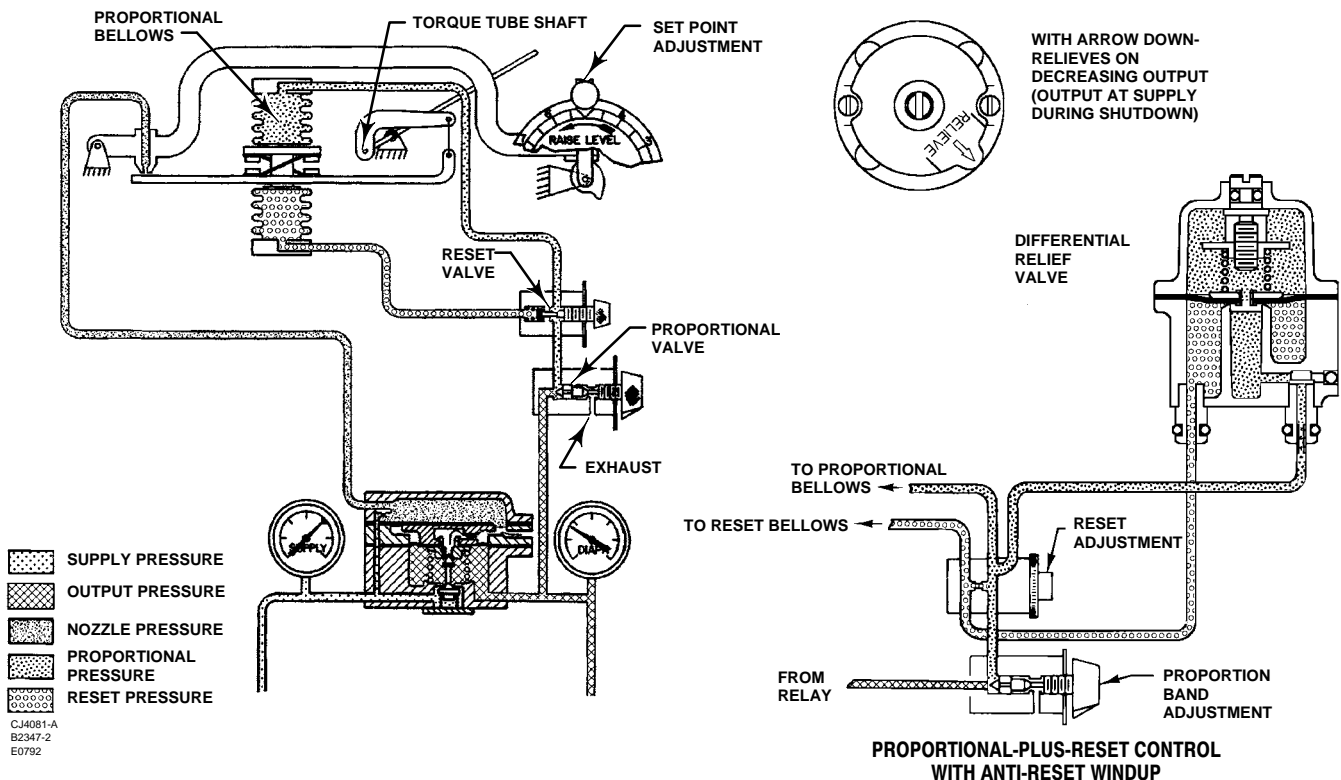 PROPORTIONAL
BELLOWS
TORQUE TUBE SHAFT
SET POINT
ADJUSTMENT
RAISE LEVEL
3
RESET
VALVE
PROPORTIONAL
VALVE
EXHAUST
SUPPLY
DIAPR
SUPPLY PRESSURE
OUTPUT PRESSURE
NOZZLE PRESSURE
PROPORTIONAL
PRESSURE
RESET PRESSURE
CJ4081-A
B2347-2
E0792
RELIEVE
WITH ARROW DOWN-
RELIEVES ON
DECREASING OUTPUT
(OUTPUT AT SUPPLY
DURING SHUTDOWN)
DIFFERENTIAL
RELIEF
VALVE
TO PROPORTIONAL
BELLOWS
TO RESET BELLOWS
RESET
ADJUSTMENT
FROM
RELAY
PROPORTION
BAND
ADJUSTMENT
PROPORTIONAL-PLUS-RESET CONTROL
WITH ANTI-RESET WINDUP